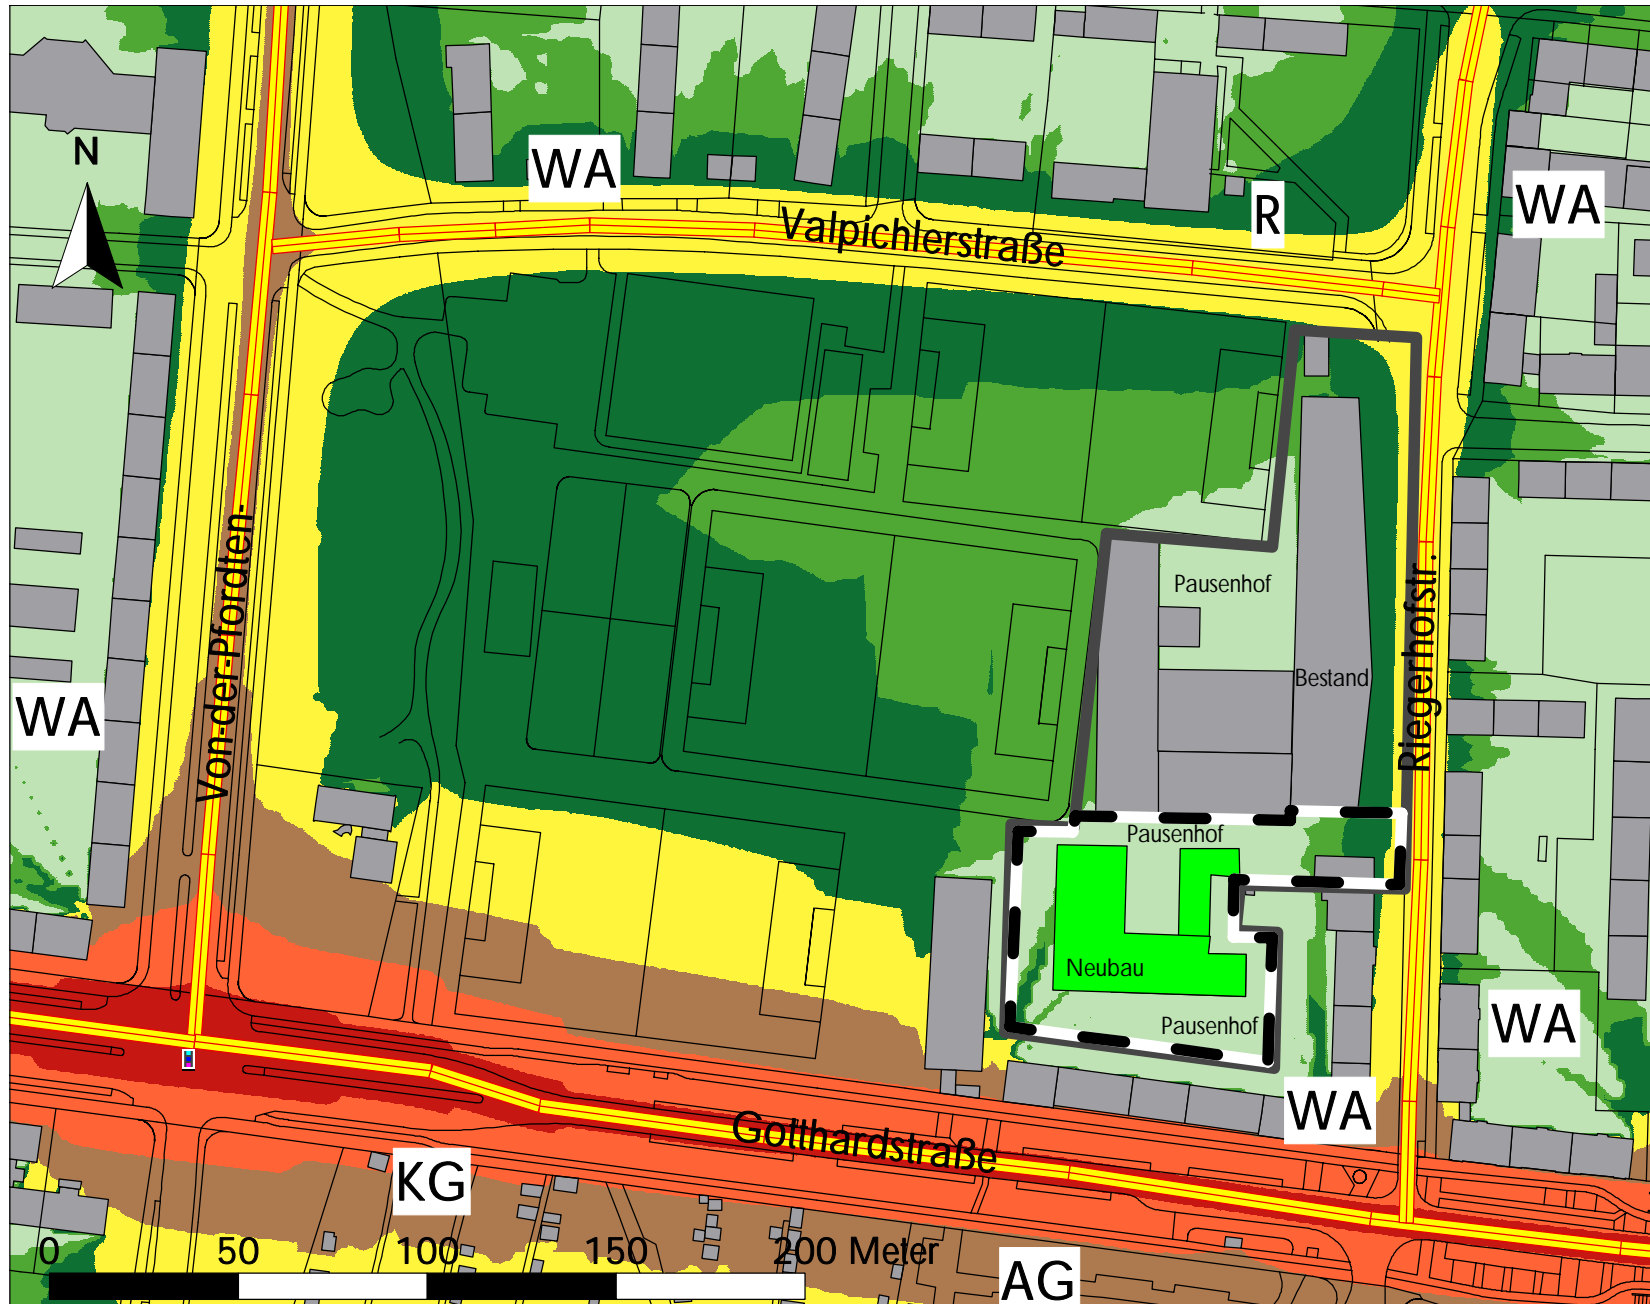 N
WA
Valpichlerstraße
R
WA
Von-der-Pfordten-
Pausenhof
Riegerhofstr.
Bestand
WA
Pausenhof
Neubau
Pausenhof
WA
WA
Gotthardstraße
KG
0 50 100 150 200 Meter
AG